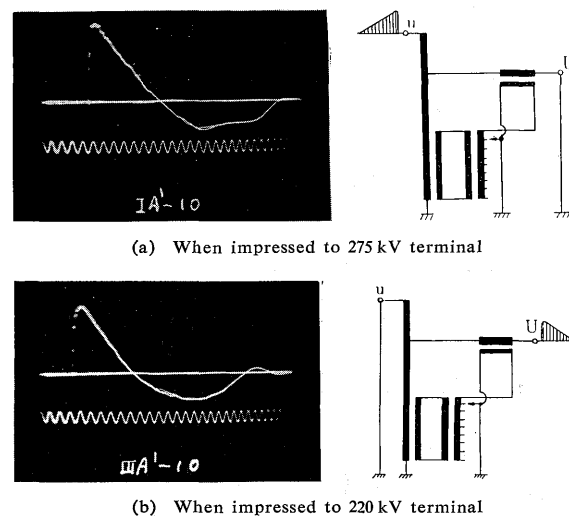 u
U
IA'-10
(a) When impressed to 275 kV terminal
u
U
IIIA'-10
(b) When impressed to 220 kV terminal